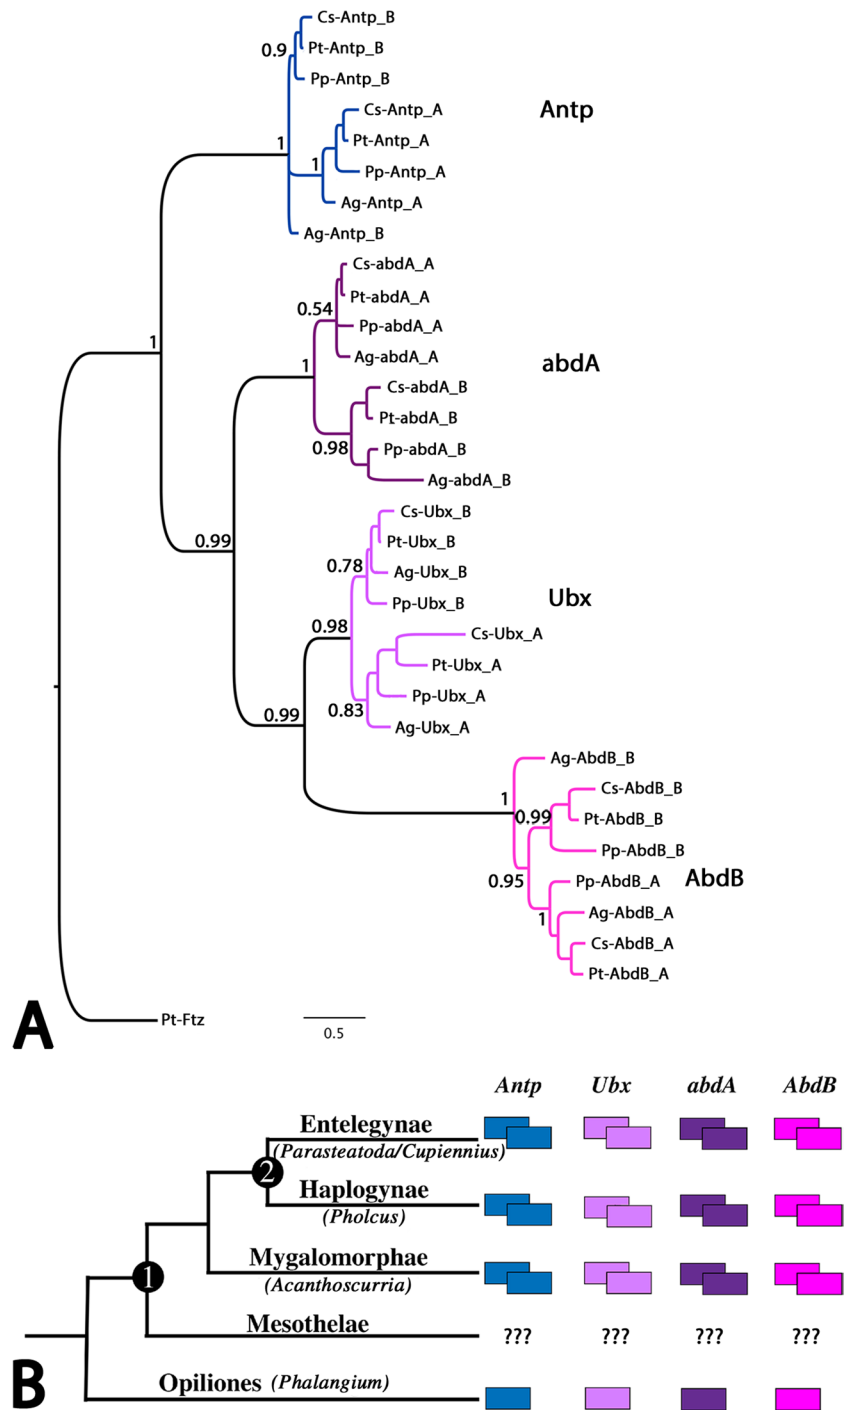 Cs-Antp_B
0.9
Pt-Antp_B
Pp-Antp_B
Cs-Antp_A
Antp
1
Pt-Antp_A
1
Pp-Antp_A
Ag-Antp_A
Ag-Antp_B
Cs-abdA_A
Pt-abdA_A
0.54
Pp-abdA_A
1
Ag-abdA_A
1
abdA
Cs-abdA_B
Pt-abdA_B
0.98
Pp-abdA_B
Ag-abdA_B
Cs-Ubx_B
0.99
Pt-Ubx_B
0.78
Ag-Ubx_B
Ubx
Pp-Ubx_B
0.98
Cs-Ubx_A
Pt-Ubx_A
Pp-Ubx_A
0.83
0.99
Ag-Ubx_A
Ag-AbdB_B
Cs-AbdB_B
1
0.99
Pt-AbdB_B
Pp-AbdB_B
0.95
Pp-AbdB_A
AbdB
1
Ag-AbdB_A
Cs-AbdB_A
Pt-AbdB_A
A
Pt-Ftz
0.5
Antp Ubx abdA AbdB
Entelegynae
(Parasteatoda/Cupiennius)
2
Haplogynae
(Pholcus)
Mygalomorphae
(Acanthoscurria)
1
Mesothelae ??? ??? ??? ???
B
Opiliones (Phalangium)